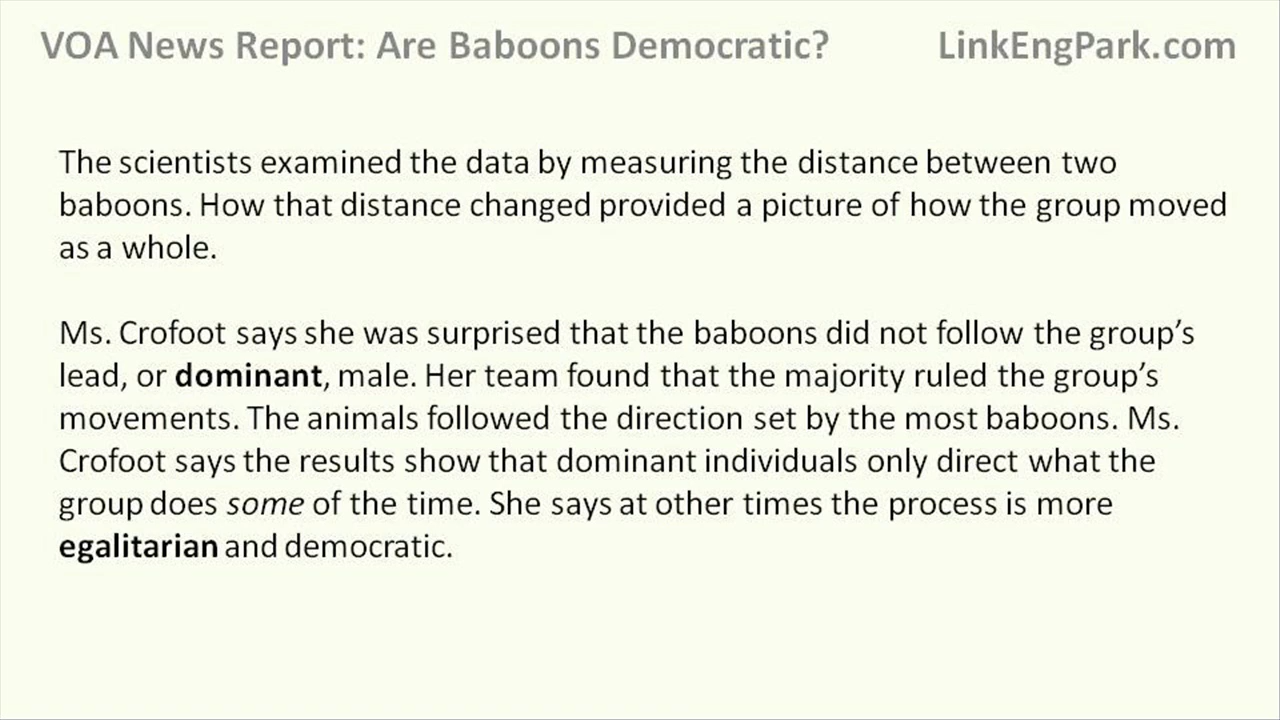 VOA News Report: Are Baboons Democratic?
LinkEngPark.com
The scientists examined the data by measuring the distance between two
baboons. How that distance changed provided a picture of how the group moved
as a whole.
Ms. Crofoot says she was surprised that the baboons did not follow the group’s
lead, or dominant, male. Her team found that the majority ruled the group’s
movements. The animals followed the direction set by the most baboons. Ms.
Crofoot says the results show that dominant individuals only direct what the
group does some of the time. She says at other times the process is more
egalitarian and democratic.